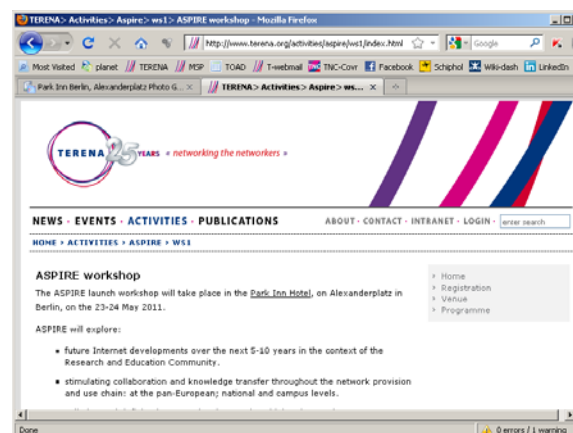 TERENA> Activities> Aspire> ws1> ASPIRE workshop - Mozilla Firefox
http://www.terena.org/activities/aspire/ws1/index.html
Google
Most Visited planet TERENA MSP TOAD T-webmail TNC-Covr Facebook Schiphol Wiki-dash LinkedIn
Park Inn Berlin, Alexanderplatz Photo G... TERENA> Activities> Aspire> ws...
TERENA 25 YEARS « networking the networkers »
NEWS · EVENTS · ACTIVITIES · PUBLICATIONS
ABOUT · CONTACT · INTRANET · LOGIN · enter search
HOME > ACTIVITIES > ASPIRE > WS1
ASPIRE workshop
The ASPIRE launch workshop will take place in the Park Inn Hotel, on Alexanderplatz in
Berlin, on the 23-24 May 2011.
ASPIRE will explore:
• future Internet developments over the next 5-10 years in the context of the
Research and Education Community.
• stimulating collaboration and knowledge transfer throughout the network provision
and use chain: at the pan-European; national and campus levels.
› Home
› Registration
› Venue
› Programme
Done
0 errors / 1 warning